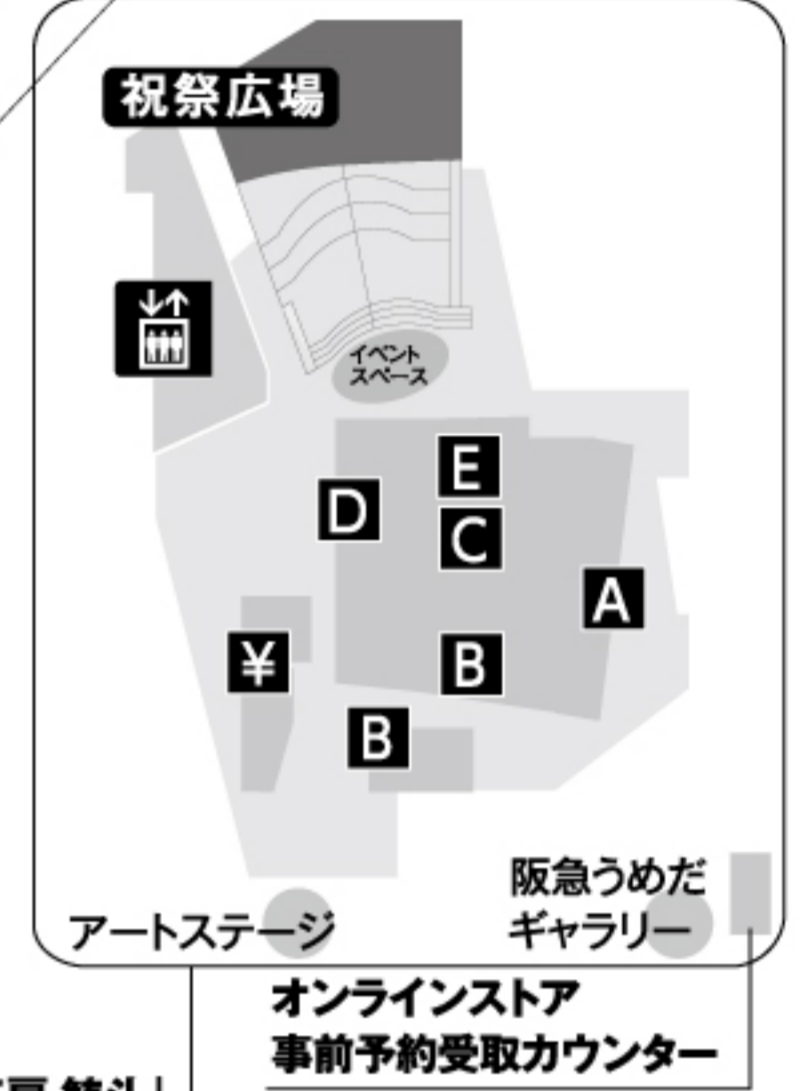 祝祭広場
イベント
スペース
E
D
C
A
¥
B
B
阪急うめだ
ギャラリー
アートステージ
オンラインストア
事前予約受取カウンター